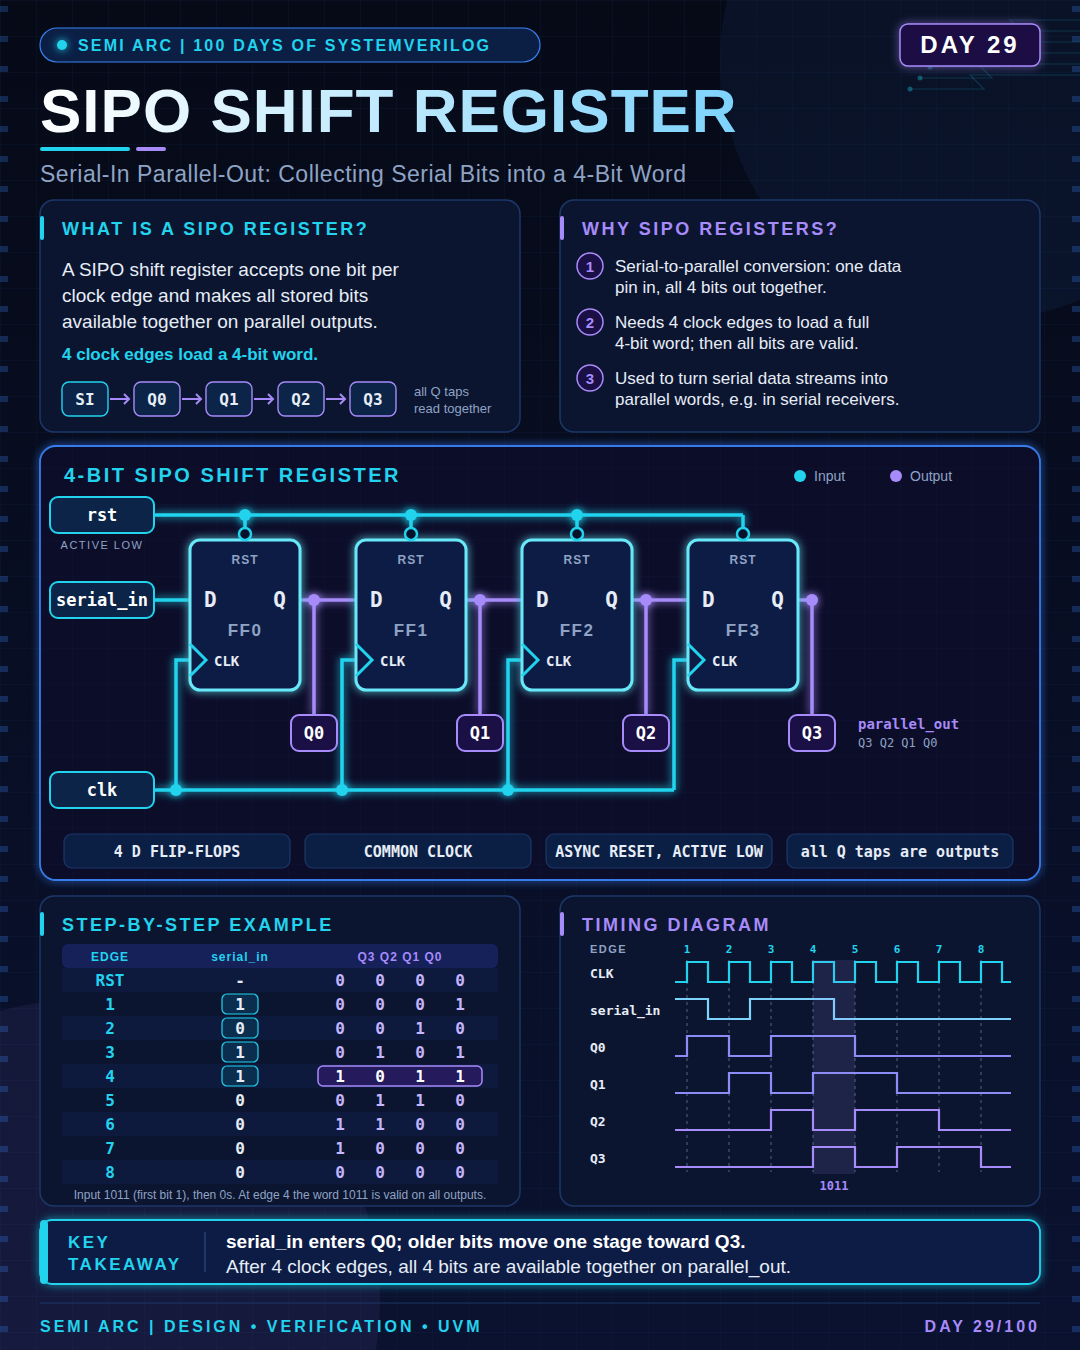 SEMI ARC | 100 DAYS OF SYSTEMVERILOG
DAY 29
SIPO SHIFT REGISTER
Serial-In Parallel-Out: Collecting Serial Bits into a 4-Bit Word
WHAT IS A SIPO REGISTER?
A SIPO shift register accepts one bit per
clock edge and makes all stored bits
available together on parallel outputs.
4 clock edges load a 4-bit word.
SI Q0 Q1 Q2 Q3
all Q taps
read together
WHY SIPO REGISTERS?
1 Serial-to-parallel conversion: one data
pin in, all 4 bits out together.
2 Needs 4 clock edges to load a full
4-bit word; then all bits are valid.
3 Used to turn serial data streams into
parallel words, e.g. in serial receivers.
4-BIT SIPO SHIFT REGISTER
Input Output
rst
ACTIVE LOW
RST RST RST RST
serial_in
D Q D Q D Q D Q
FF0 FF1 FF2 FF3
CLK CLK CLK CLK
Q0 Q1 Q2 Q3
parallel_out
Q3 Q2 Q1 Q0
clk
4 D FLIP-FLOPS COMMON CLOCK ASYNC RESET, ACTIVE LOW all Q taps are outputs
STEP-BY-STEP EXAMPLE
EDGE serial_in Q3 Q2 Q1 Q0
RST - 0 0 0 0
1 1 0 0 0 1
2 0 0 0 1 0
3 1 0 1 0 1
4 1 1 0 1 1
5 0 0 1 1 0
6 0 1 1 0 0
7 0 1 0 0 0
8 0 0 0 0 0
Input 1011 (first bit 1), then 0s. At edge 4 the word 1011 is valid on all outputs.
TIMING DIAGRAM
EDGE 1 2 3 4 5 6 7 8
CLK
serial_in
Q0
Q1
Q2
Q3
1011
KEY
TAKEAWAY
serial_in enters Q0; older bits move one stage toward Q3.
After 4 clock edges, all 4 bits are available together on parallel_out.
SEMI ARC | DESIGN • VERIFICATION • UVM
DAY 29/100